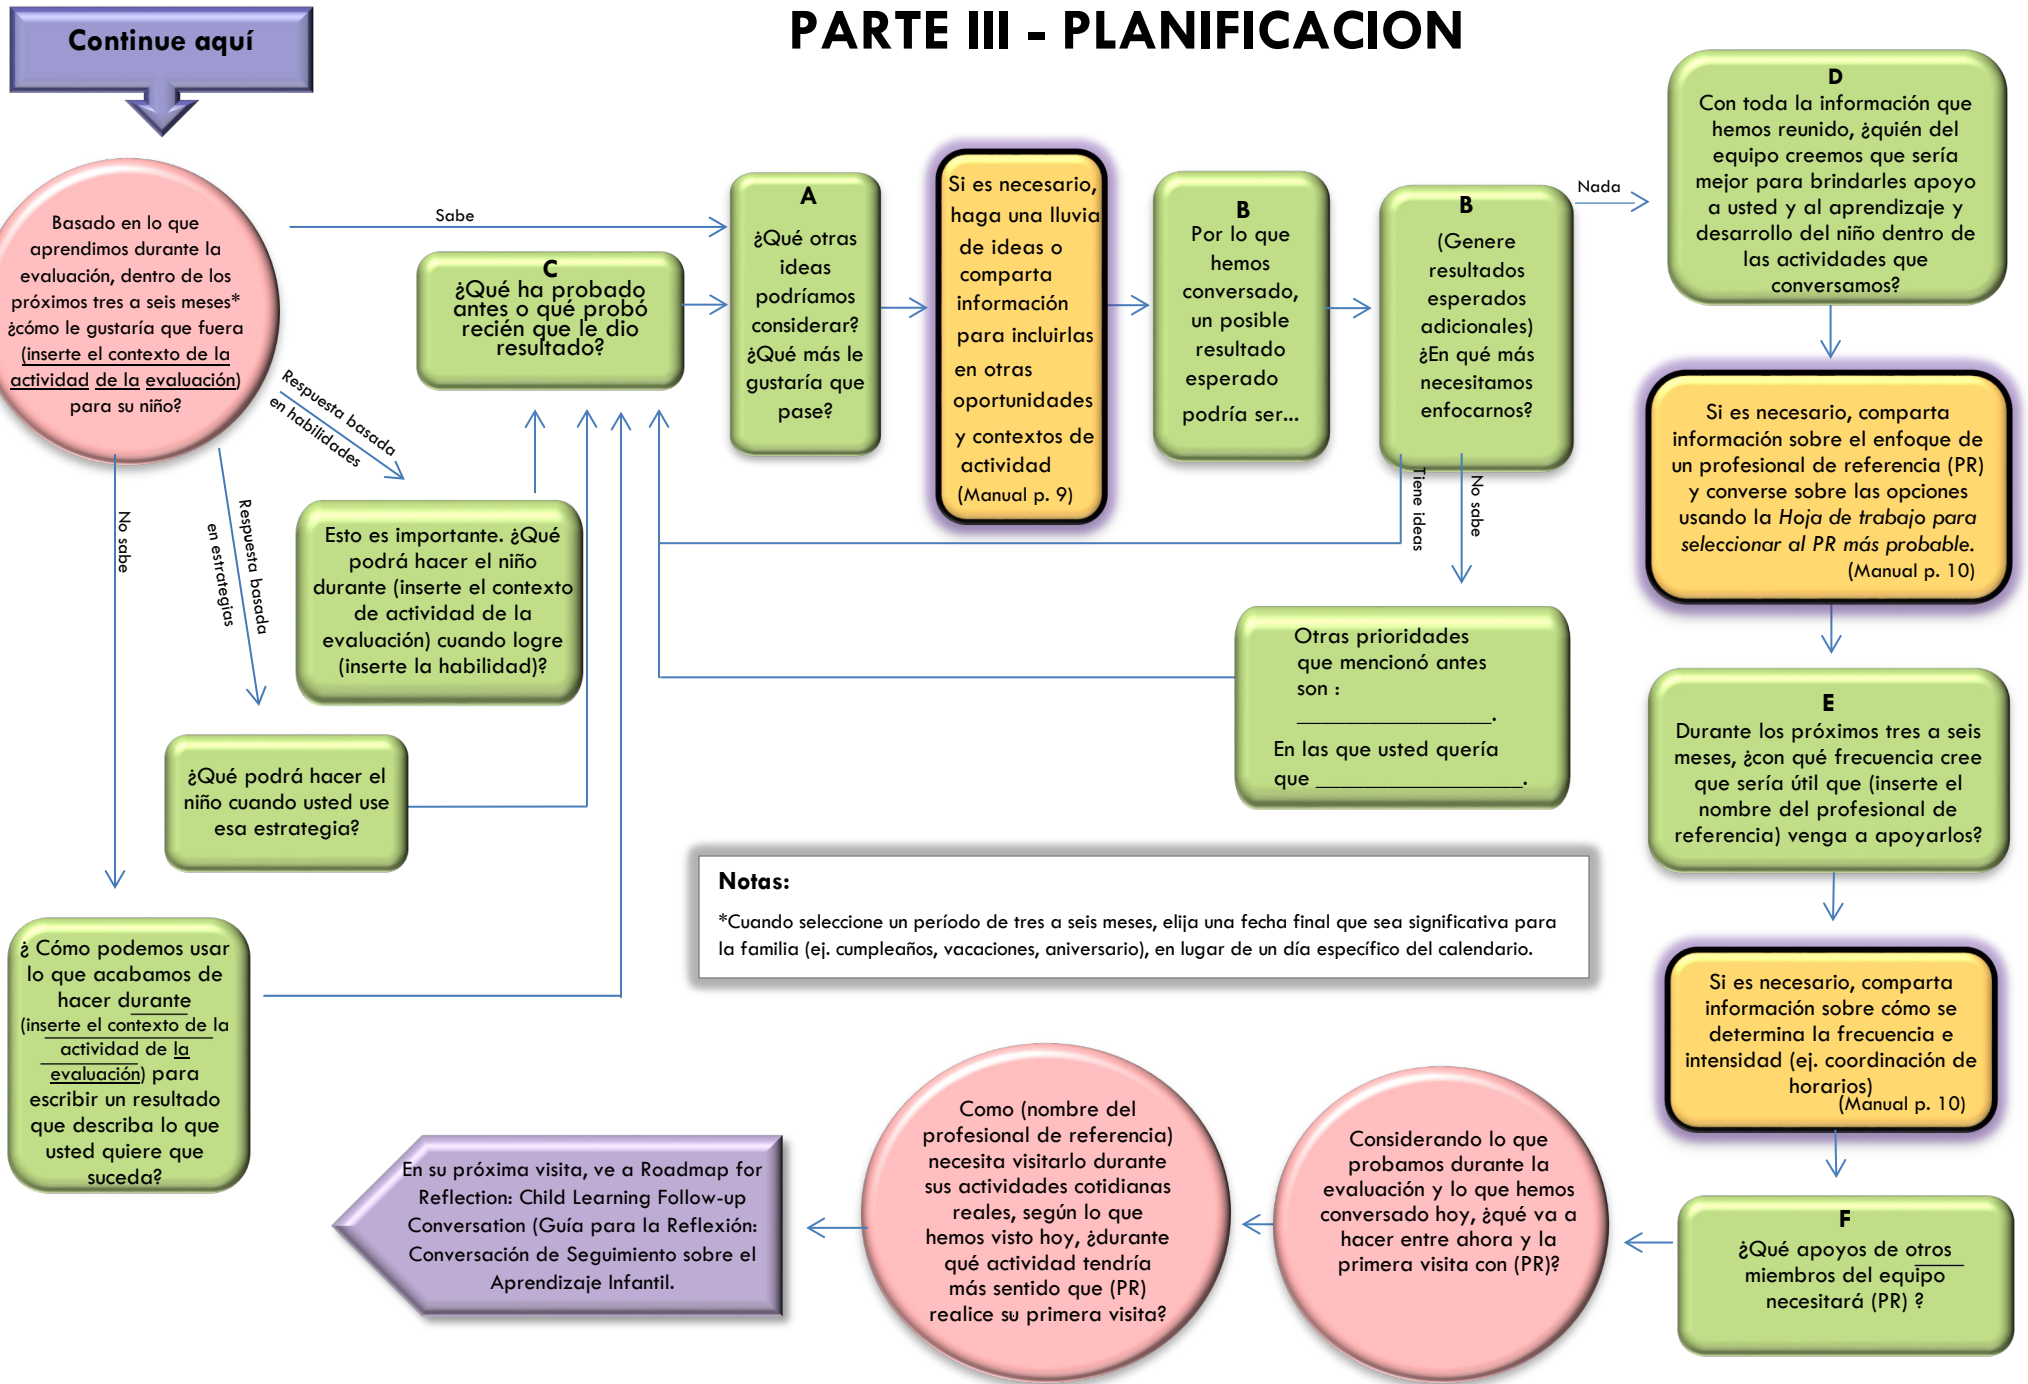 PARTE III - PLANIFICACION
Continue aquí
Basado en lo que
aprendimos durante la
evaluación, dentro de los
próximos tres a seis meses*
¿cómo le gustaría que fuera
(inserte el contexto de la
actividad de la evaluación)
para su niño?
Sabe
Respuesta basada
en habilidades
Respuesta basada
en estrategias
No sabe
C
¿Qué ha probado
antes o qué probó
recién que le dio
resultado?
Esto es importante. ¿Qué
podrá hacer el niño
durante (inserte el contexto
de actividad de la
evaluación) cuando logre
(inserte la habilidad)?
¿Qué podrá hacer el
niño cuando usted use
esa estrategia?
¿ Cómo podemos usar
lo que acabamos de
hacer durante
(inserte el contexto de la
actividad de la
evaluación) para
escribir un resultado
que describa lo que
usted quiere que
suceda?
A
¿Qué otras
ideas
podríamos
considerar?
¿Qué más le
gustaría que
pase?
Si es necesario,
haga una lluvia
de ideas o
comparta
información
para incluirlas
en otras
oportunidades
y contextos de
actividad
(Manual p. 9)
B
Por lo que
hemos
conversado,
un posible
resultado
esperado
podría ser...
B
(Genere
resultados
esperados
adicionales)
¿En qué más
necesitamos
enfocarnos?
Nada
Tiene ideas
No sabe
Otras prioridades
que mencionó antes
son :
__________________.
En las que usted quería
que ___________________.
D
Con toda la información que
hemos reunido, ¿quién del
equipo creemos que sería
mejor para brindarles apoyo
a usted y al aprendizaje y
desarrollo del niño dentro de
las actividades que
conversamos?
Si es necesario, comparta
información sobre el enfoque de
un profesional de referencia (PR)
y converse sobre las opciones
usando la Hoja de trabajo para
seleccionar al PR más probable.
(Manual p. 10)
E
Durante los próximos tres a seis
meses, ¿con qué frecuencia cree
que sería útil que (inserte el
nombre del profesional de
referencia) venga a apoyarlos?
Si es necesario, comparta
información sobre cómo se
determina la frecuencia e
intensidad (ej. coordinación de
horarios)
(Manual p. 10)
F
¿Qué apoyos de otros
miembros del equipo
necesitará (PR) ?
Considerando lo que
probamos durante la
evaluación y lo que hemos
conversado hoy, ¿qué va a
hacer entre ahora y la
primera visita con (PR)?
Como (nombre del
profesional de referencia)
necesita visitarlo durante
sus actividades cotidianas
reales, según lo que
hemos visto hoy, ¿durante
qué actividad tendría
más sentido que (PR)
realice su primera visita?
En su próxima visita, ve a Roadmap for
Reflection: Child Learning Follow-up
Conversation (Guía para la Reflexión:
Conversación de Seguimiento sobre el
Aprendizaje Infantil.
Notas:
*Cuando seleccione un período de tres a seis meses, elija una fecha final que sea significativa para
la familia (ej. cumpleaños, vacaciones, aniversario), en lugar de un día específico del calendario.